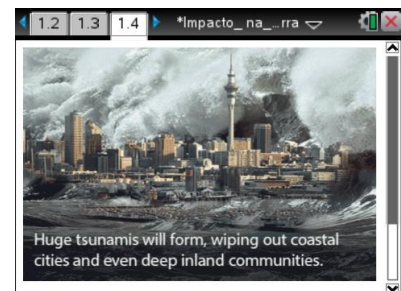 1.2 1.3 1.4 *Impacto_ na_...rra
Huge tsunamis will form, wiping out coastal
cities and even deep inland communities.